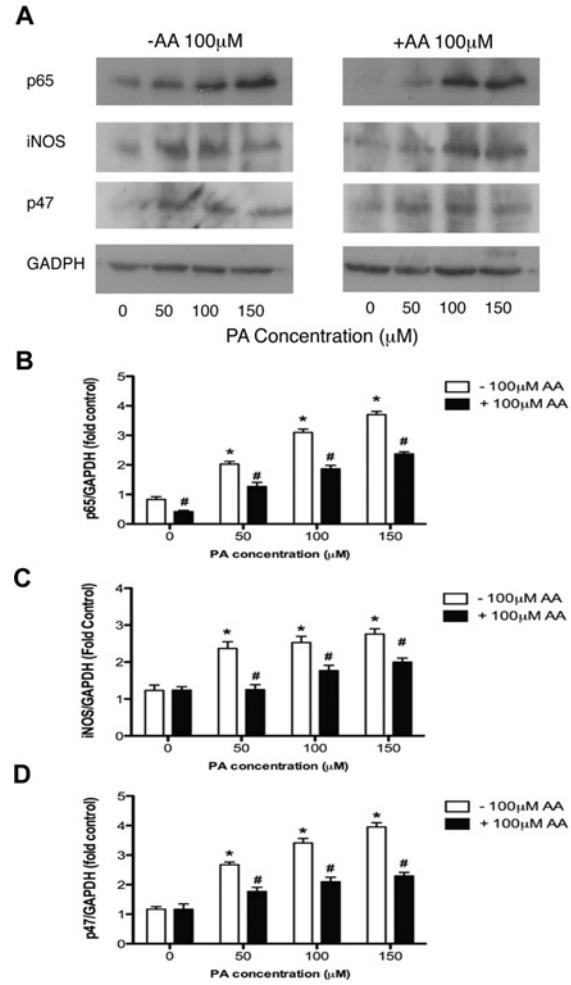 A
-AA 100μM
+AA 100μM
p65
iNOS
p47
GADPH
0 50 100 150
0 50 100 150
PA Concentration (μM)
B
p65/GAPDH (fold control)
5
4
3
2
1
0
* * *
# # # #
0 50 100 150
PA concentration (μM)
- 100μM AA
+ 100μM AA
C
iNOS/GAPDH (Fold Control)
4
3
2
1
0
* * *
# # #
0 50 100 150
PA concentration (μM)
- 100μM AA
+ 100μM AA
D
p47/GAPDH (fold control)
5
4
3
2
1
0
* * *
# # #
0 50 100 150
PA concentration (μM)
- 100μM AA
+ 100μM AA